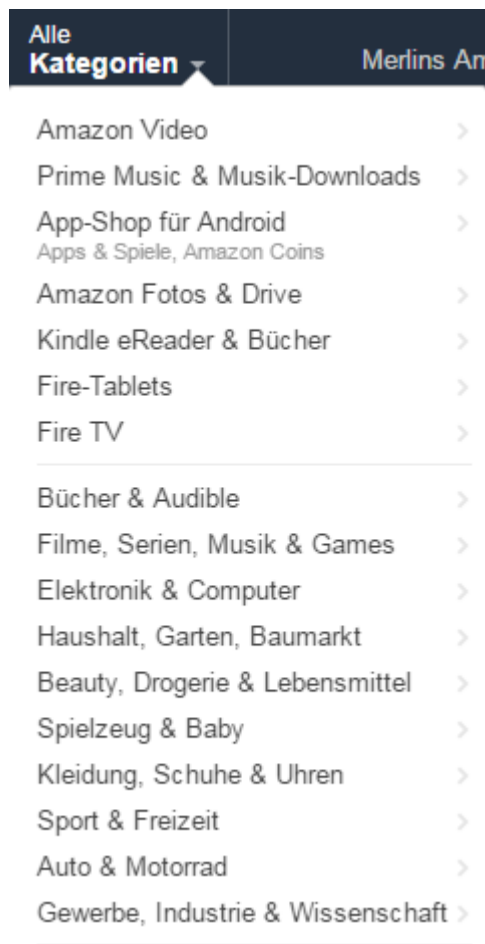 Alle
Kategorien
Merlins Am
Amazon Video
Prime Music & Musik-Downloads
App-Shop für Android
Apps & Spiele, Amazon Coins
Amazon Fotos & Drive
Kindle eReader & Bücher
Fire-Tablets
Fire TV
Bücher & Audible
Filme, Serien, Musik & Games
Elektronik & Computer
Haushalt, Garten, Baumarkt
Beauty, Drogerie & Lebensmittel
Spielzeug & Baby
Kleidung, Schuhe & Uhren
Sport & Freizeit
Auto & Motorrad
Gewerbe, Industrie & Wissenschaft